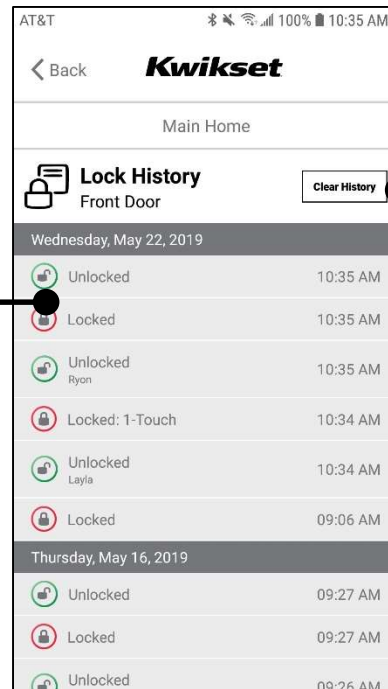 AT&T 100% 10:35 AM
Back Kwikset
Main Home
Lock History
Front Door
Clear History
Wednesday, May 22, 2019
Unlocked 10:35 AM
Locked 10:35 AM
Unlocked 10:35 AM
Ryon
Locked: 1-Touch 10:34 AM
Unlocked 10:34 AM
Layla
Locked 09:06 AM
Thursday, May 16, 2019
Unlocked 09:27 AM
Locked 09:27 AM
Unlocked 09:26 AM